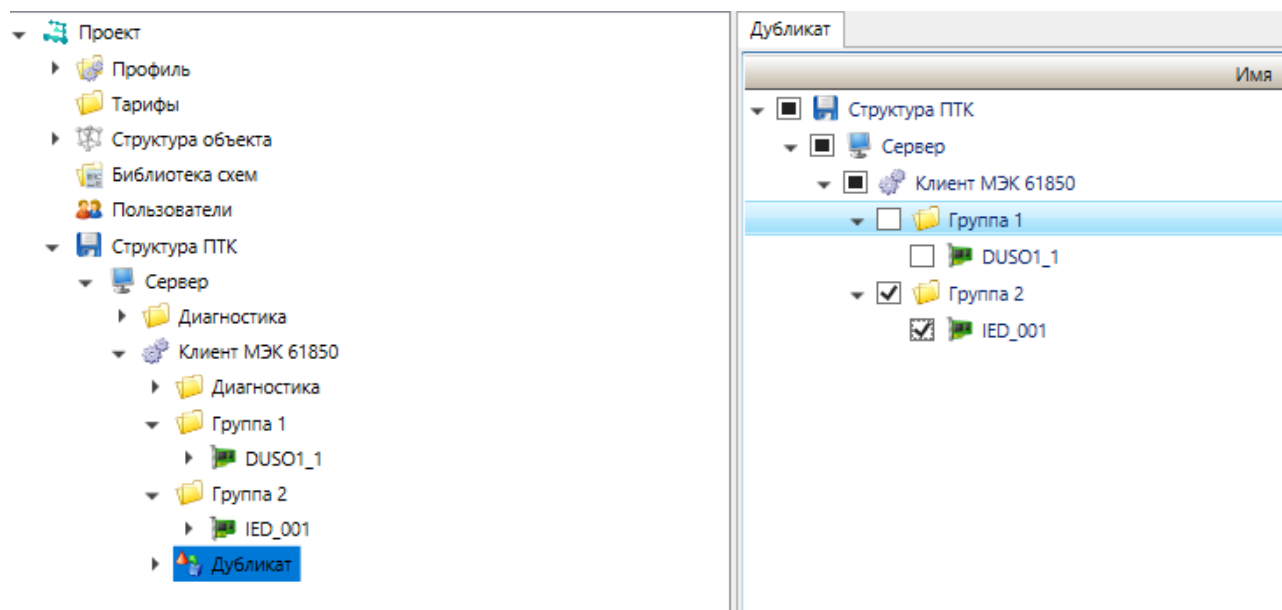 Проект
Профиль
Тарифы
Структура объекта
Библиотека схем
Пользователи
Структура ПТК
Сервер
Диагностика
Клиент МЭК 61850
Диагностика
Группа 1
DUSO1_1
Группа 2
IED_001
Дубликат
Дубликат
Имя
Структура ПТК
Сервер
Клиент МЭК 61850
Группа 1
DUSO1_1
Группа 2
IED_001